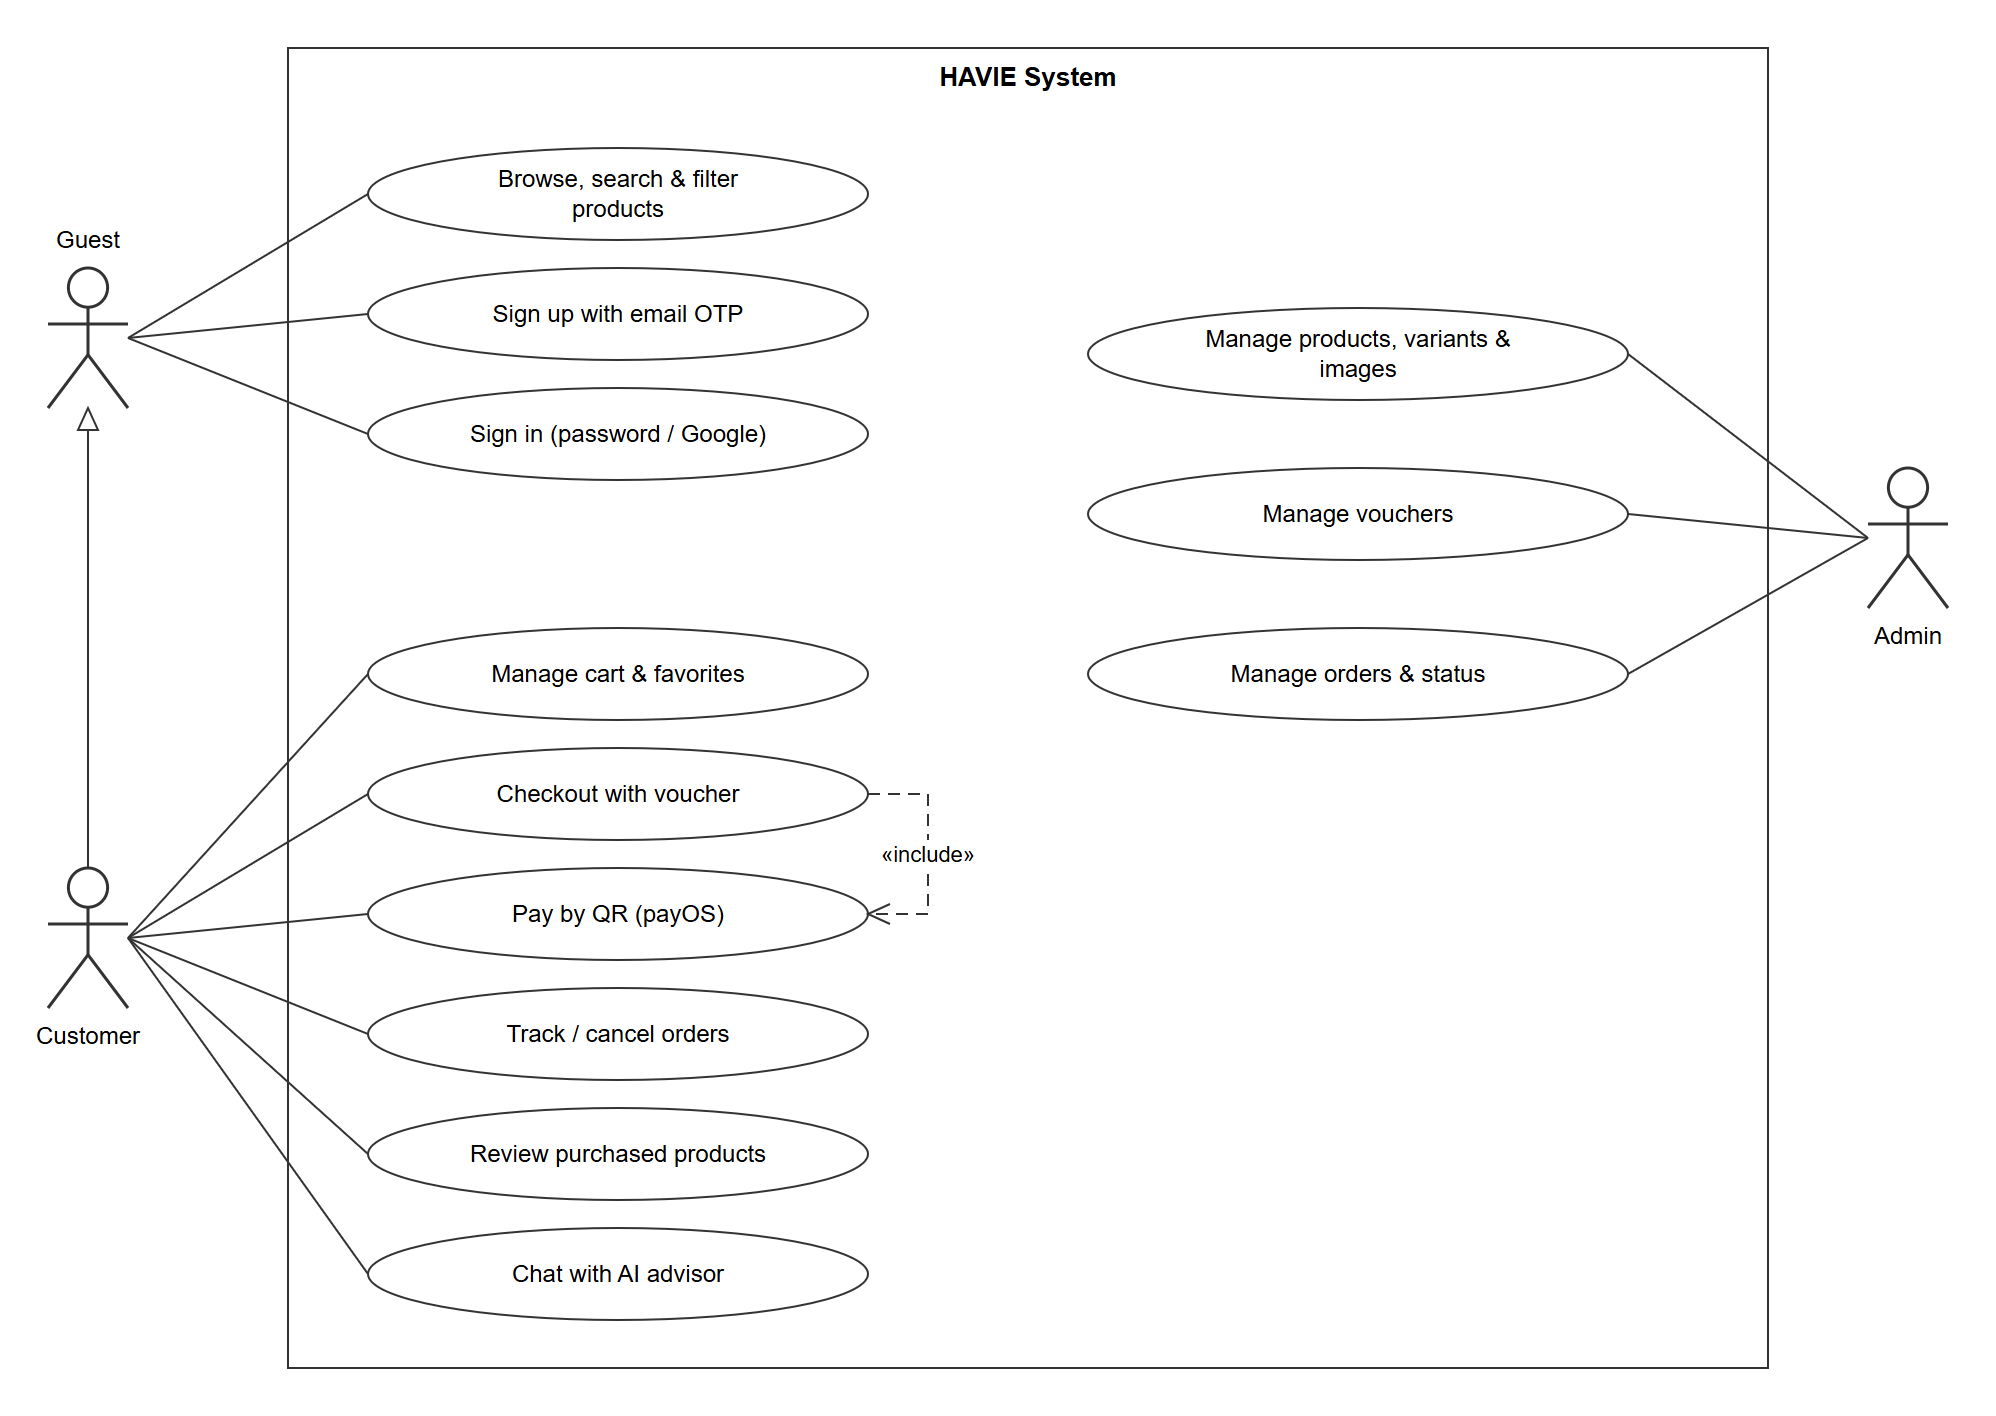 HAVIE System
Guest
Browse, search & filter
products
Sign up with email OTP
Sign in (password / Google)
Manage cart & favorites
Checkout with voucher
«include»
Pay by QR (payOS)
Customer
Track / cancel orders
Review purchased products
Chat with AI advisor
Manage products, variants &
images
Manage vouchers
Manage orders & status
Admin